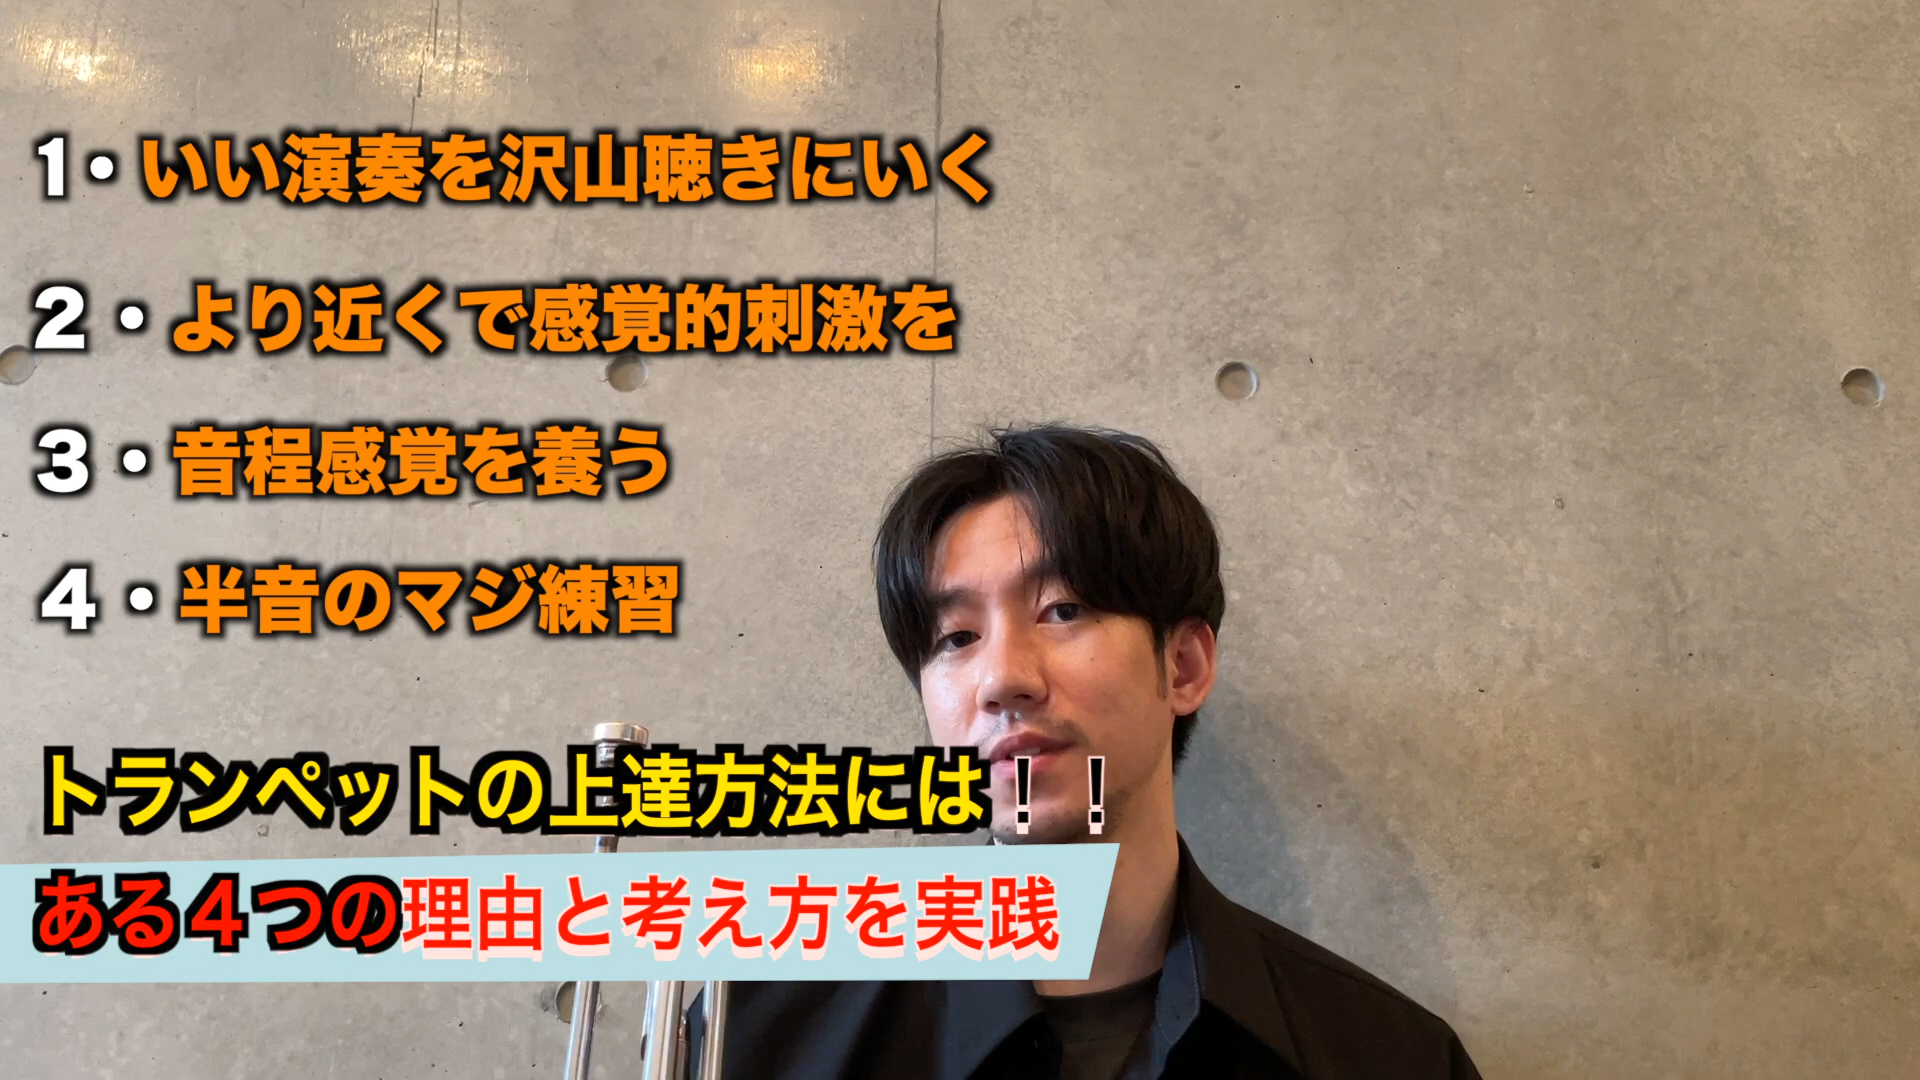 1・いい演奏を沢山聴きにいく
２・より近くで感覚的刺激を
３・音程感覚を養う
４・半音のマジ練習
トランペットの上達方法には！！
ある４つの理由と考え方を実践